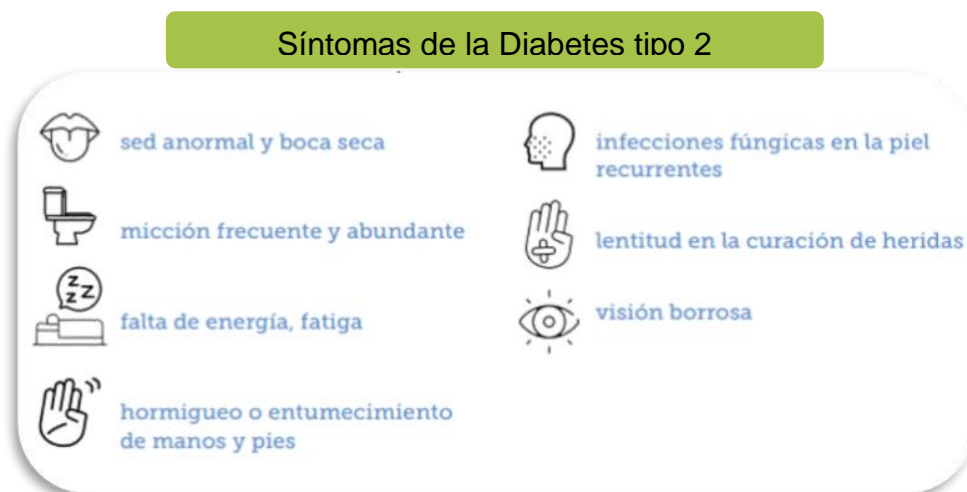 Síntomas de la Diabetes tipo 2
sed anormal y boca seca
micción frecuente y abundante
falta de energía, fatiga
hormigueo o entumecimiento
de manos y pies
infecciones fúngicas en la piel
recurrentes
lentitud en la curación de heridas
visión borrosa